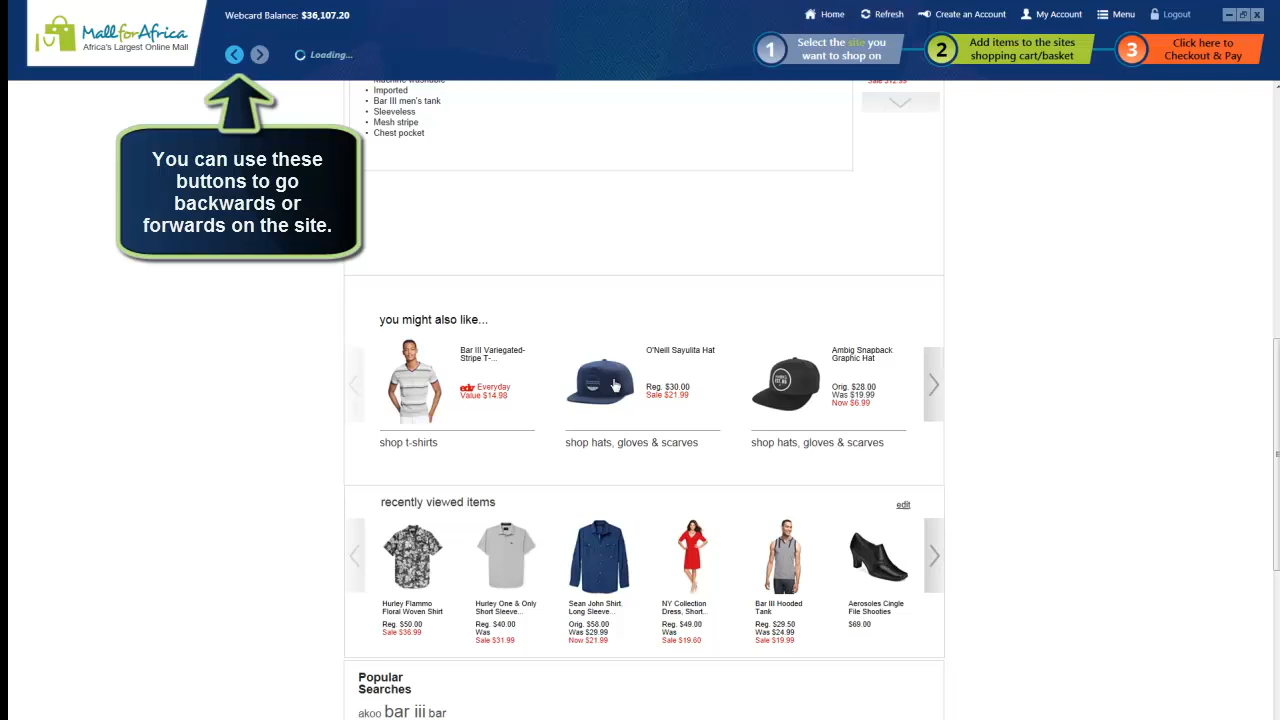 MallforAfrica
Africa's Largest Online Mall
Webcard Balance: $36,107.20
Loading...
Home
Refresh
Create an Account
My Account
Menu
Logout
1
Select the site you
want to shop on
2
Add items to the sites
shopping cart/basket
3
Click here to
Checkout & Pay
You can use these
buttons to go
backwards or
forwards on the site.
Machine washable
• Imported
• Bar III men's tank
• Sleeveless
• Mesh stripe
• Chest pocket
Sale $12.99
you might also like...
Bar III Variegated-
Stripe T-...
edv Everyday
Value $14.98
shop t-shirts
O'Neill Sayulita Hat
Reg. $30.00
Sale $21.99
shop hats, gloves & scarves
Ambig Snapback
Graphic Hat
Orig. $28.00
Was $19.99
Now $6.99
shop hats, gloves & scarves
recently viewed items
edit
Hurley Flammo
Floral Woven Shirt
Reg. $50.00
Sale $36.99
Hurley One & Only
Short Sleeve...
Reg. $40.00
Was
Sale $31.99
Sean John Shirt,
Long Sleeve...
Orig. $58.00
Was $29.99
Now $21.99
NY Collection
Dress, Short...
Reg. $49.00
Was
Sale $19.60
Bar III Hooded
Tank
Reg. $29.50
Was $24.99
Sale $19.99
Aerosoles Cingle
File Shooties
$69.00
Popular
Searches
akoo bar iii bar